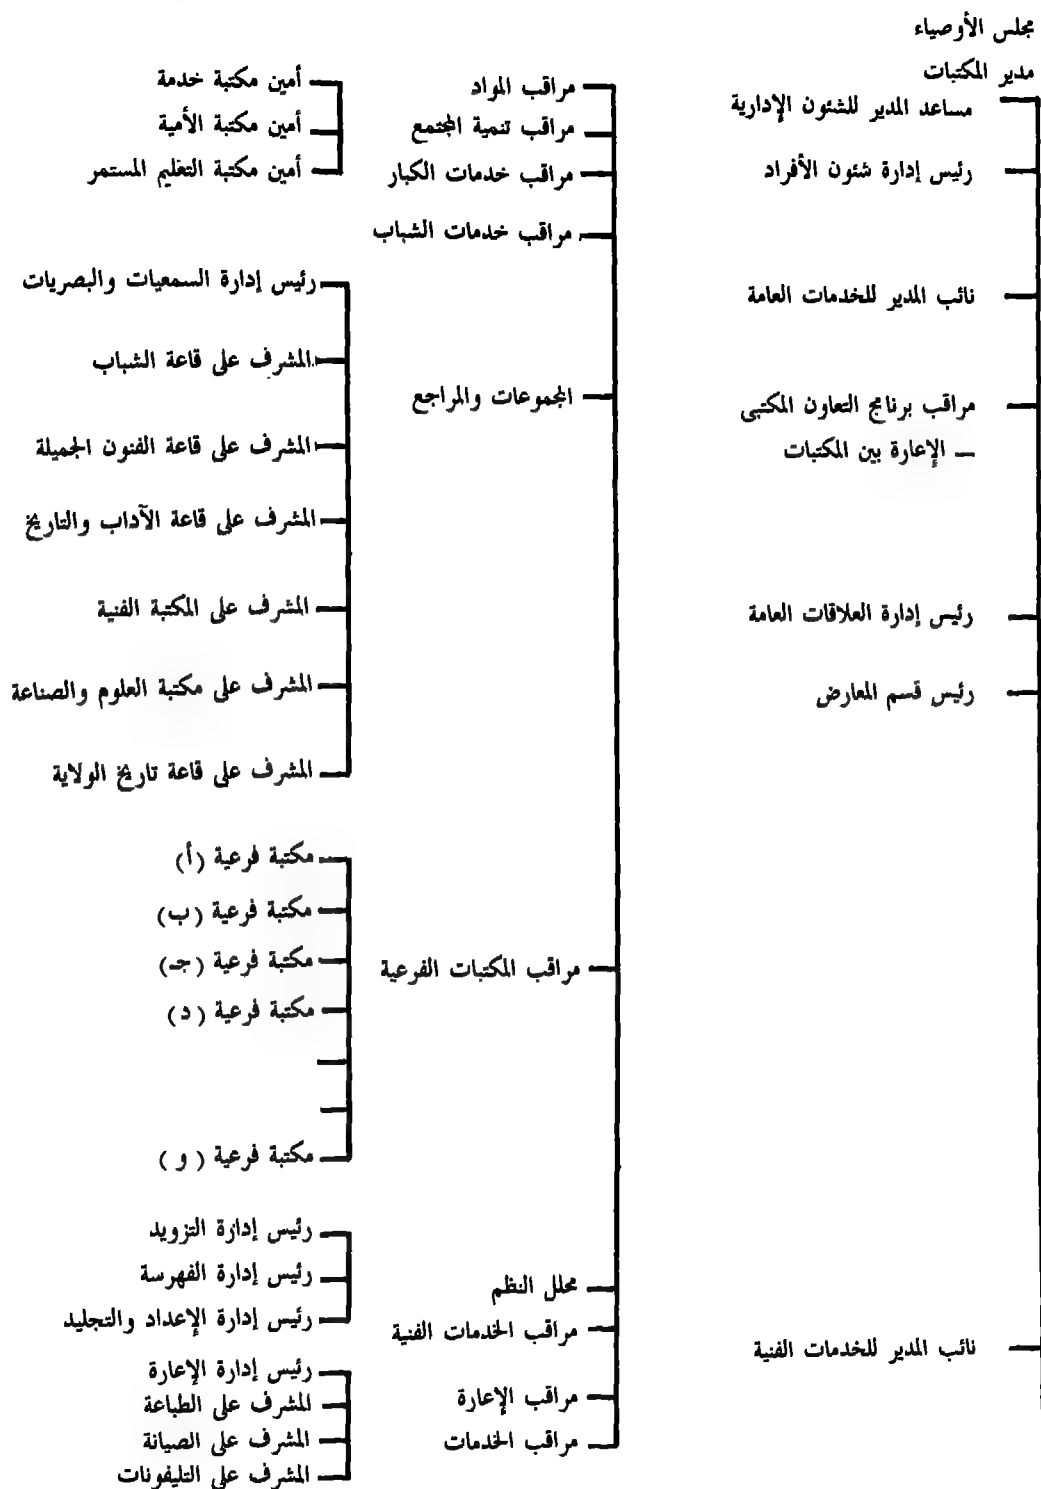 مجلس الأوصياء
مدير المكتبات
مساعد المدير للشئون الإدارية
رئيس إدارة شئون الأفراد
نائب المدير للخدمات العامة
مراقب برنامج التعاون المكتبى
— الإعارة بين المكتبات
رئيس إدارة العلاقات العامة
رئيس قسم المعارض
نائب المدير للخدمات الفنية
مراقب المواد
مراقب تنمية المجتمع
مراقب خدمات الكبار
مراقب خدمات الشباب
المجموعات والمراجع
مراقب المكتبات الفرعية
محلل النظم
مراقب الخدمات الفنية
مراقب الإعارة
مراقب الخدمات
أمين مكتبة خدمة
أمين مكتبة الأمية
أمين مكتبة التعليم المستمر
رئيس إدارة السمعيات والبصريات
المشرف على قاعة الشباب
المشرف على قاعة الفنون الجميلة
المشرف على قاعة الآداب والتاريخ
المشرف على المكتبة الفنية
المشرف على مكتبة العلوم والصناعة
المشرف على قاعة تاريخ الولاية
مكتبة فرعية (أ)
مكتبة فرعية (ب)
مكتبة فرعية (جـ)
مكتبة فرعية (د)
مكتبة فرعية (و)
رئيس إدارة التزويد
رئيس إدارة الفهرسة
رئيس إدارة الإعداد والتجليد
رئيس إدارة الإعارة
المشرف على الطباعة
المشرف على الصيانة
المشرف على التليفونات